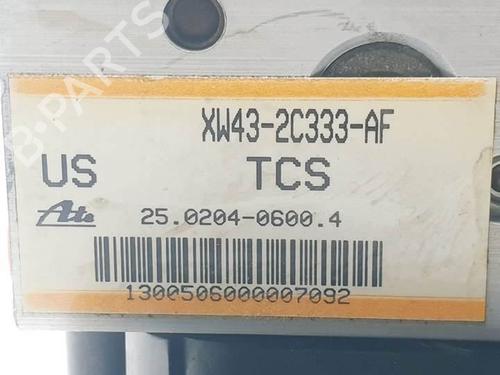 B-PARTS
XW43-2C333-AF
US TCS
Ate 25.0204-0600.4
1300506000007092